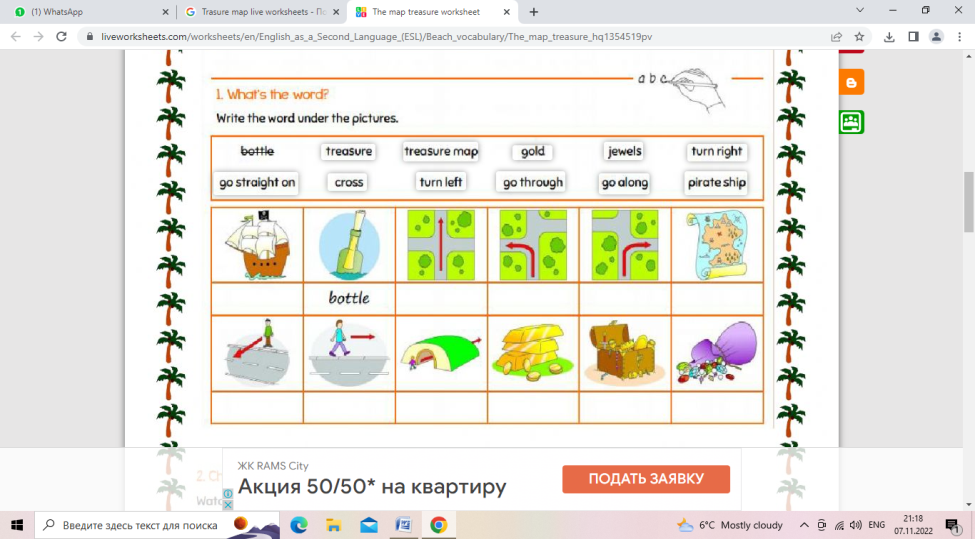 (1) WhatsApp
Trasure map live worksheets - По
The map treasure worksheet
liveworksheets.com/worksheets/en/English_as_a_Second_Language_(ESL)/Beach_vocabulary/The_map_treasure_hq1354519pv
a b c
1. What's the word?
Write the word under the pictures.
bottle treasure treasure map gold jewels turn right
go straight on cross turn left go through go along pirate ship
bottle
2. Ch
Watc
ЖК RAMS City
Акция 50/50* на квартиру
ПОДАТЬ ЗАЯВКУ
Введите здесь текст для поиска
6°C Mostly cloudy
ENG
21:18
07.11.2022
1